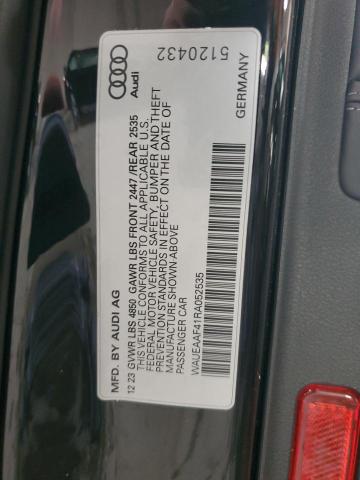 MFD. BY AUDI AG
12 23 GVWR LBS 4850 GAWR LBS FRONT 2447 /REAR 2535
THIS VEHICLE CONFORMS TO ALL APPLICABLE U.S.
FEDERAL MOTOR VEHICLE SAFETY, BUMPER AND THEFT
PREVENTION STANDARDS IN EFFECT ON THE DATE OF
MANUFACTURE SHOWN ABOVE
PASSENGER CAR
WAUEAAF41RA052535
Audi
5120432
GERMANY